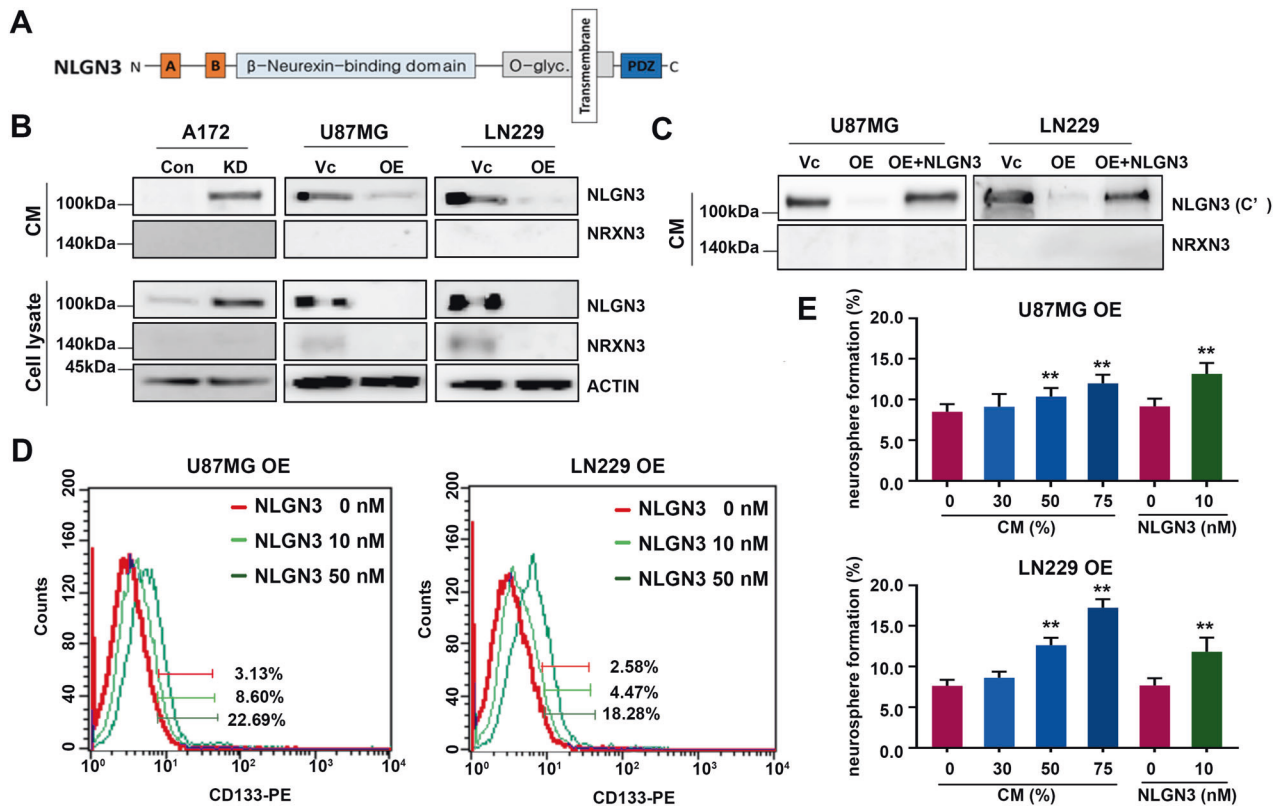 A
NLGN3 N A B β-Neurexin-binding domain O-glyc. Transmembrane PDZ C
B
A172 U87MG LN229
Con KD Vc OE Vc OE
CM
100kDa NLGN3
140kDa NRXN3
Cell lysate
100kDa NLGN3
140kDa NRXN3
45kDa ACTIN
C
U87MG LN229
Vc OE OE+NLGN3 Vc OE OE+NLGN3
CM
100kDa NLGN3 (C' )
140kDa NRXN3
D
U87MG OE
Counts
200
160
120
80
40
0
NLGN3 0 nM
NLGN3 10 nM
NLGN3 50 nM
3.13%
8.60%
22.69%
10⁰ 10¹ 10² 10³ 10⁴
CD133-PE
LN229 OE
Counts
200
160
120
80
40
0
NLGN3 0 nM
NLGN3 10 nM
NLGN3 50 nM
2.58%
4.47%
18.28%
10⁰ 10¹ 10² 10³ 10⁴
CD133-PE
E
U87MG OE
neurosphere formation (%)
20.0
15.0
10.0
5.0
0.0
** ** **
0 30 50 75 0 10
CM (%) NLGN3 (nM)
LN229 OE
neurosphere formation (%)
20.0
15.0
10.0
5.0
0.0
** ** **
0 30 50 75 0 10
CM (%) NLGN3 (nM)